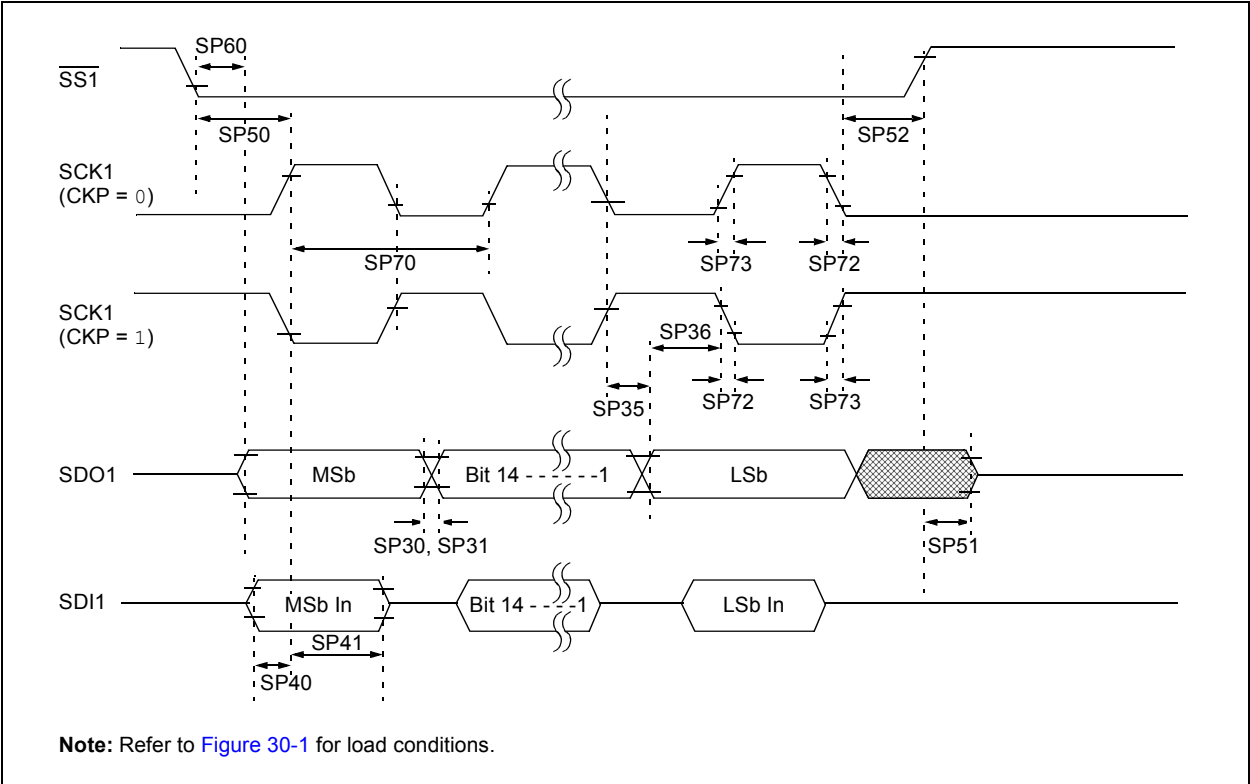 SP60
SS1
SP50
SP52
SCK1
(CKP = 0)
SP73
SP72
SP70
SCK1
(CKP = 1)
SP36
SP35
SP72
SP73
SDO1
MSb
Bit 14 - - - - - -1
LSb
SP30, SP31
SP51
SDI1
MSb In
Bit 14 - - - -1
LSb In
SP41
SP40
Note: Refer to Figure 30-1 for load conditions.